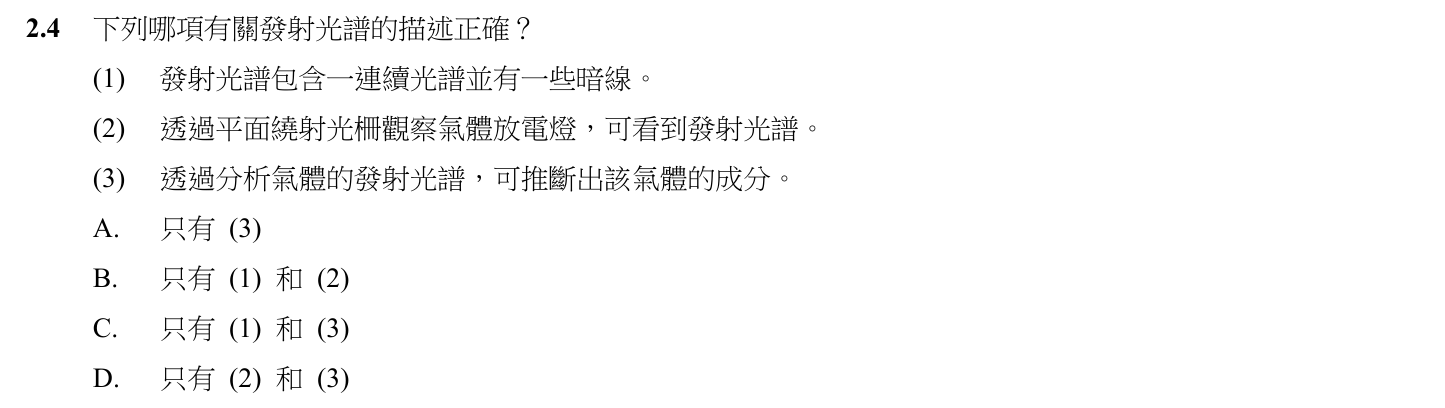 2.4 下列哪項有關發射光譜的描述正確？
(1) 發射光譜包含一連續光譜並有一些暗線。
(2) 透過平面繞射光柵觀察氣體放電燈，可看到發射光譜。
(3) 透過分析氣體的發射光譜，可推斷出該氣體的成分。
A. 只有 (3)
B. 只有 (1) 和 (2)
C. 只有 (1) 和 (3)
D. 只有 (2) 和 (3)